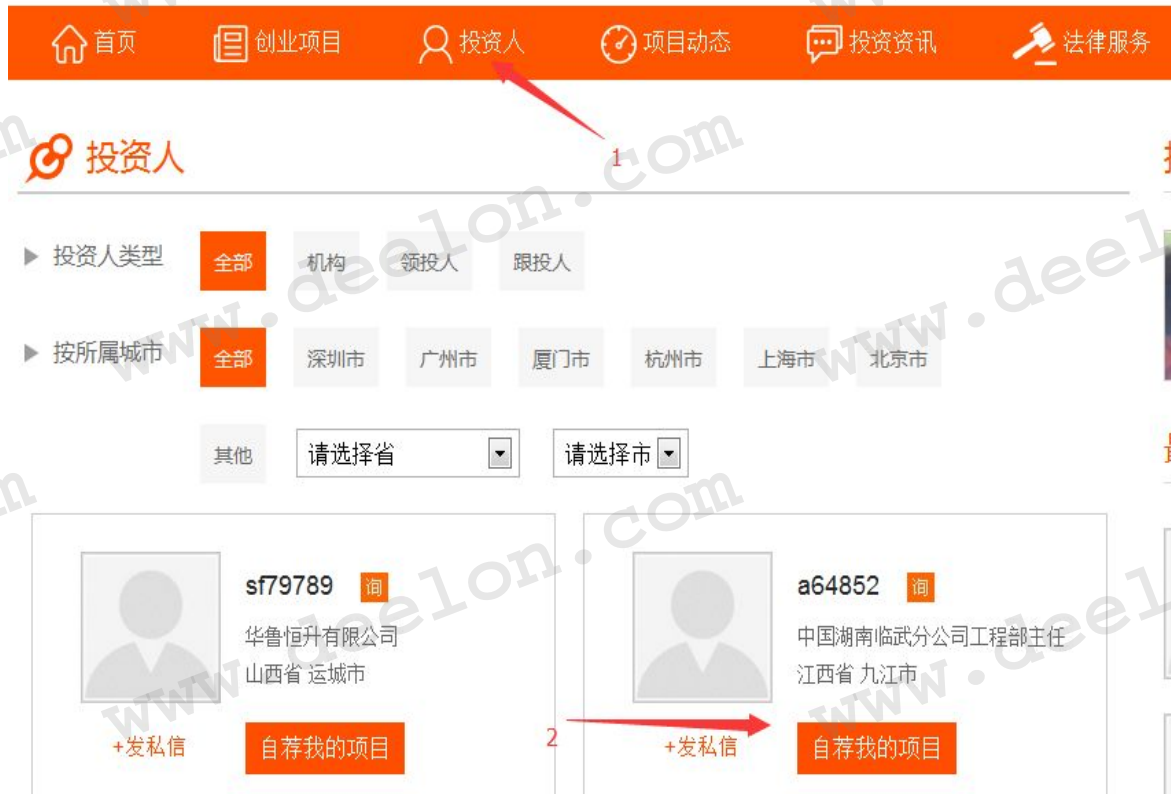 首页 创业项目 投资人 项目动态 投资资讯 法律服务
1
投资人
投资人类型 全部 机构 领投人 跟投人
按所属城市 全部 深圳市 广州市 厦门市 杭州市 上海市 北京市
其他 请选择省 请选择市
sf79789 询
华鲁恒升有限公司
山西省 运城市
+发私信 自荐我的项目
a64852 询
中国湖南临武分公司工程部主任
江西省 九江市
2
+发私信 自荐我的项目
www.deelon.com